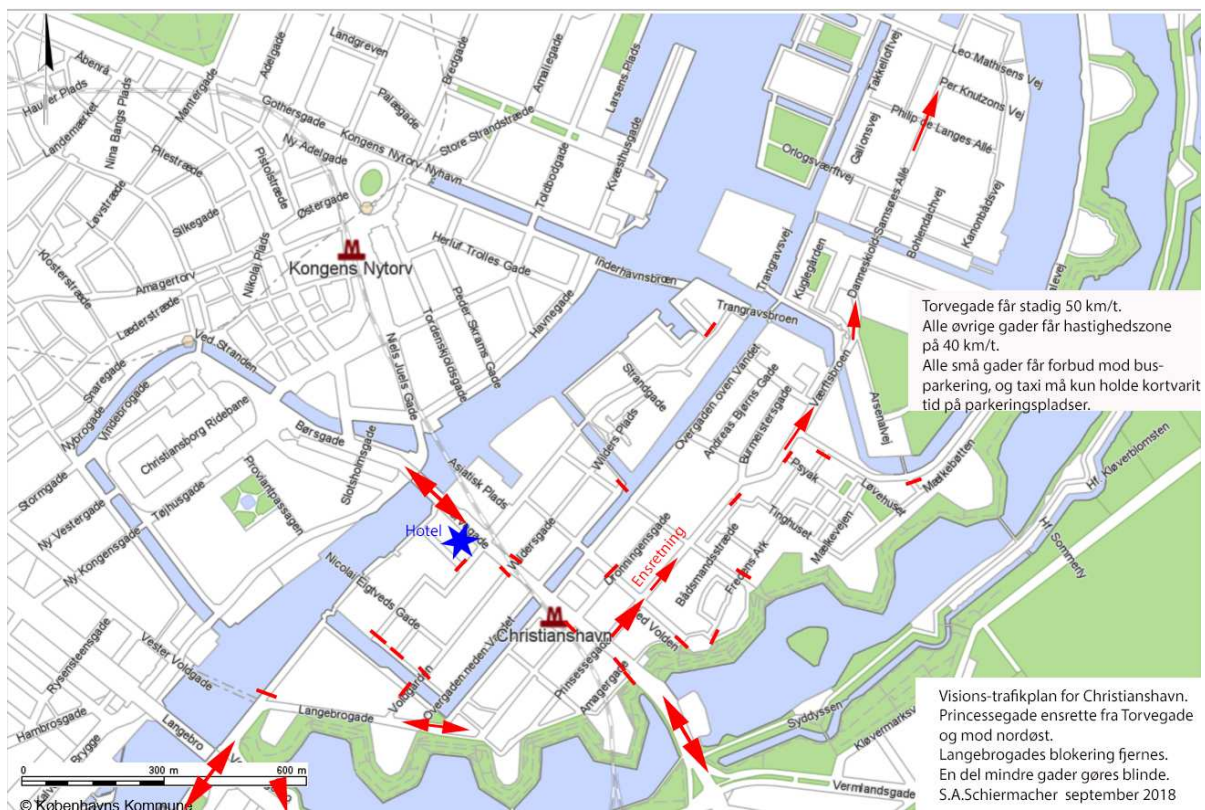 Åbenrå
Adelgade
Landgreven
Bredgade
Amaliegade
Larsens Plads
Takkelloftvej
Leo Mathisens Vej
Landemærket
Nina Bangs Plads
Møntergade
Gothersgade
Parægade
Per Knutzons Vej
Philip de Langes Allé
Galionsvej
Løvstræde
Pilestræde
Pistolstræde
Ny Adelgade
Kongens Nytorv
Nyhavn
Store Strandstræde
Toldbodgade
Kvæsthusgade
Orlogsværftvej
Silkegade
Østergade
Klosterstræde
Amagertorv
Nikolaj Plads
Kongens Nytorv
Herluf Trolles Gade
Inderhavnsbroen
Trangravsvej
Kuglegården
Danneskiold-Samsøes Allé
Bohlendachvej
Kanonbådsvej
Læderstræde
Ved Stranden
Snaregade
Nybrogade
Vindebrogade
Christiansborg Ridebane
Børsgade
Slotsholmsgade
Niels Juels Gade
Tordenskjoldsgade
Peder Skrams Gade
Havnegade
Trangravsbroen
Torvegade får stadig 50 km/t.
Alle øvrige gader får hastighedszone
på 40 km/t.
Alle små gader får forbud mod bus-
parkering, og taxi må kun holde kortvarit
tid på parkeringspladser.
Strandgade
Wilders Plads
Overgaden oven Vandet
Andreas Bjørns Gade
Burmeistersgade
Arsenalvej
Stormgade
Ny Vestergade
Tøjhusgade
Ny Kongensgade
Proviantpassagen
Asiatisk Plads
Psyak
Løvehuset
Mælkebøtten
Hf. Kløverblomsten
Hotel
Wildersgade
Dronningensgade
Ensretning
Bådsmandsstræde
Tinghuset
Mælkevejen
Fredens Ark
Hf Sommerly
Nicolai Eigtveds Gade
Christianshavn
Ved Volden
Rysensteensgade
Vester Voldgade
Voldgården
Overgaden neden Vandet
Prinsessegade
Amagergade
Hambrosgade
Langebro
Langebrogade
Syddyssen
Vermlandsgade
Visions-trafikplan for Christianshavn.
Princessegade ensrette fra Torvegade
og mod nordøst.
Langebrogades blokering fjernes.
En del mindre gader gøres blinde.
S.A.Schiermacher september 2018
0 300 m 600 m
© Københavns Kommune